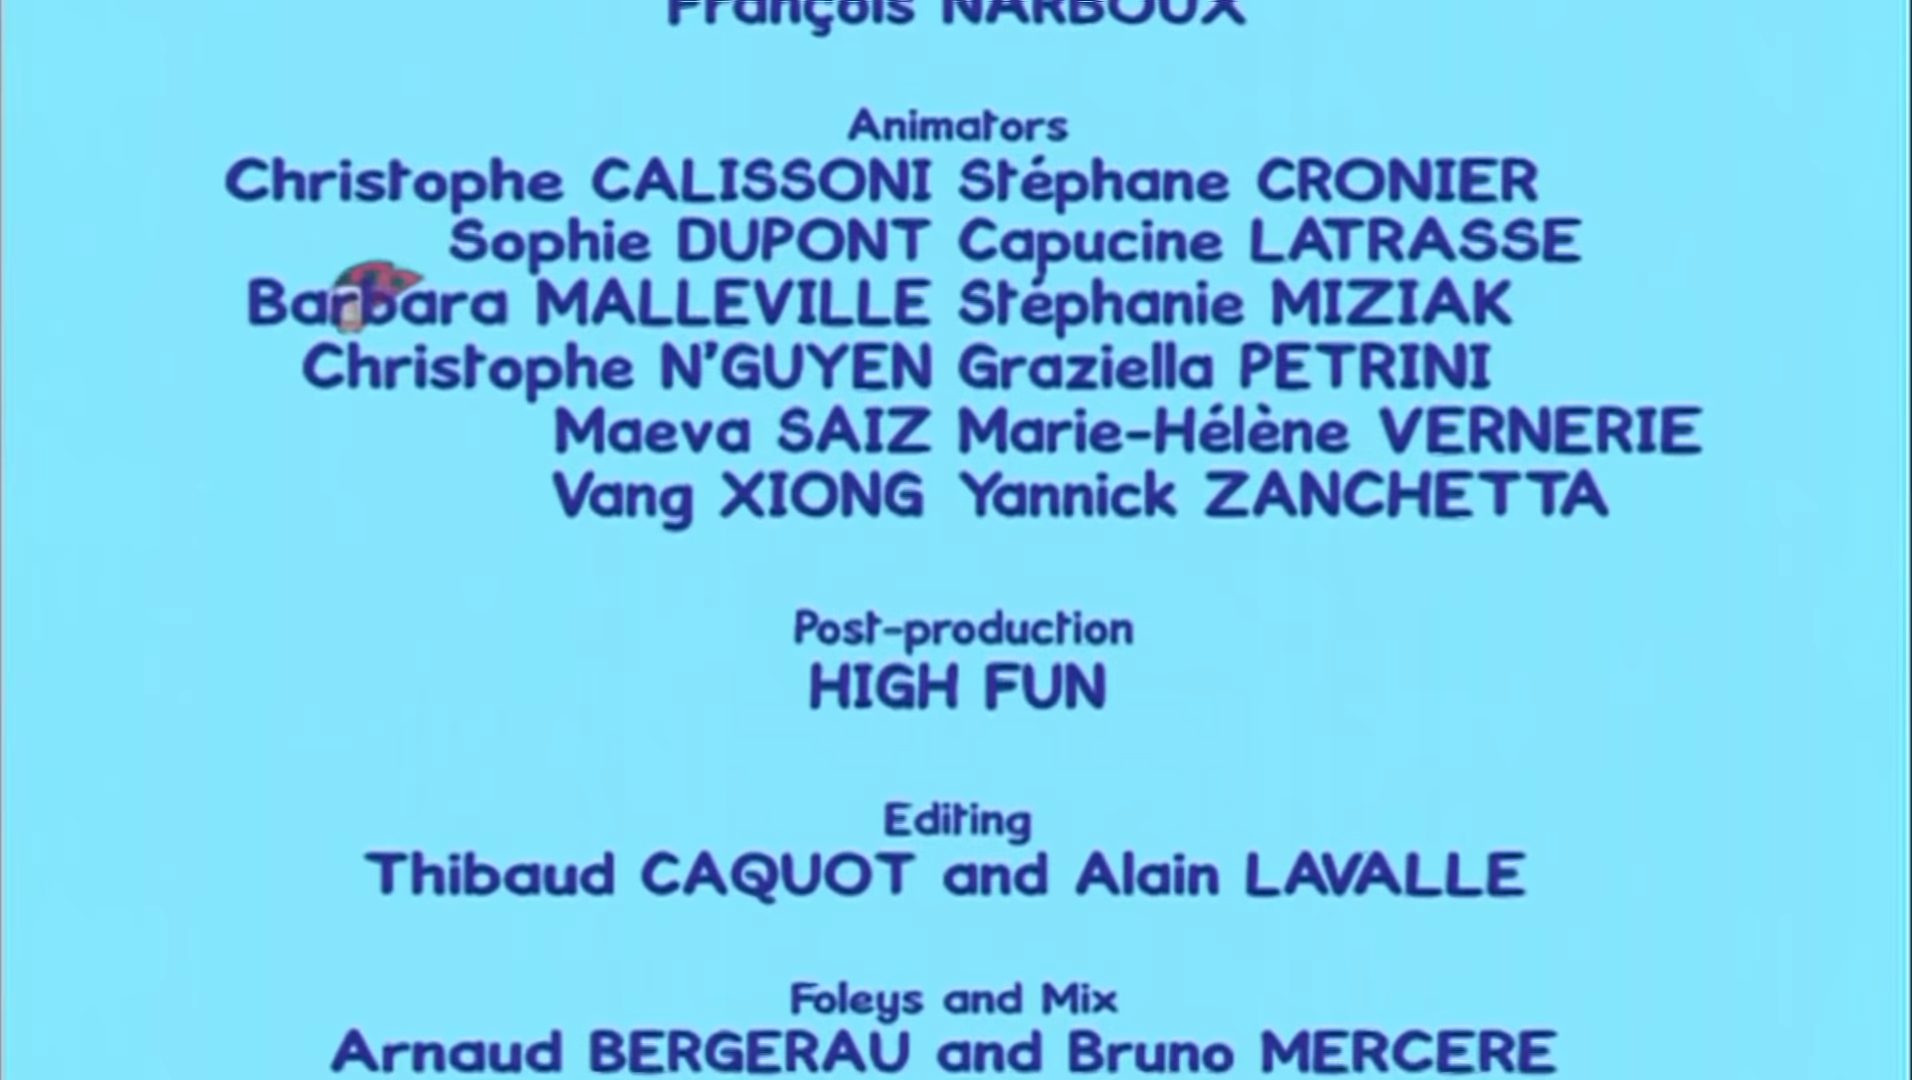 François NARBOUX
Animators
Christophe CALISSONI Stéphane CRONIER
Sophie DUPONT Capucine LATRASSE
Barbara MALLEVILLE Stéphanie MIZIAK
Christophe N'GUYEN Graziella PETRINI
Maeva SAIZ Marie-Hélène VERNERIE
Vang XIONG Yannick ZANCHETTA
Post-production
HIGH FUN
Editing
Thibaud CAQUOT and Alain LAVALLE
Foleys and Mix
Arnaud BERGERAU and Bruno MERCERE